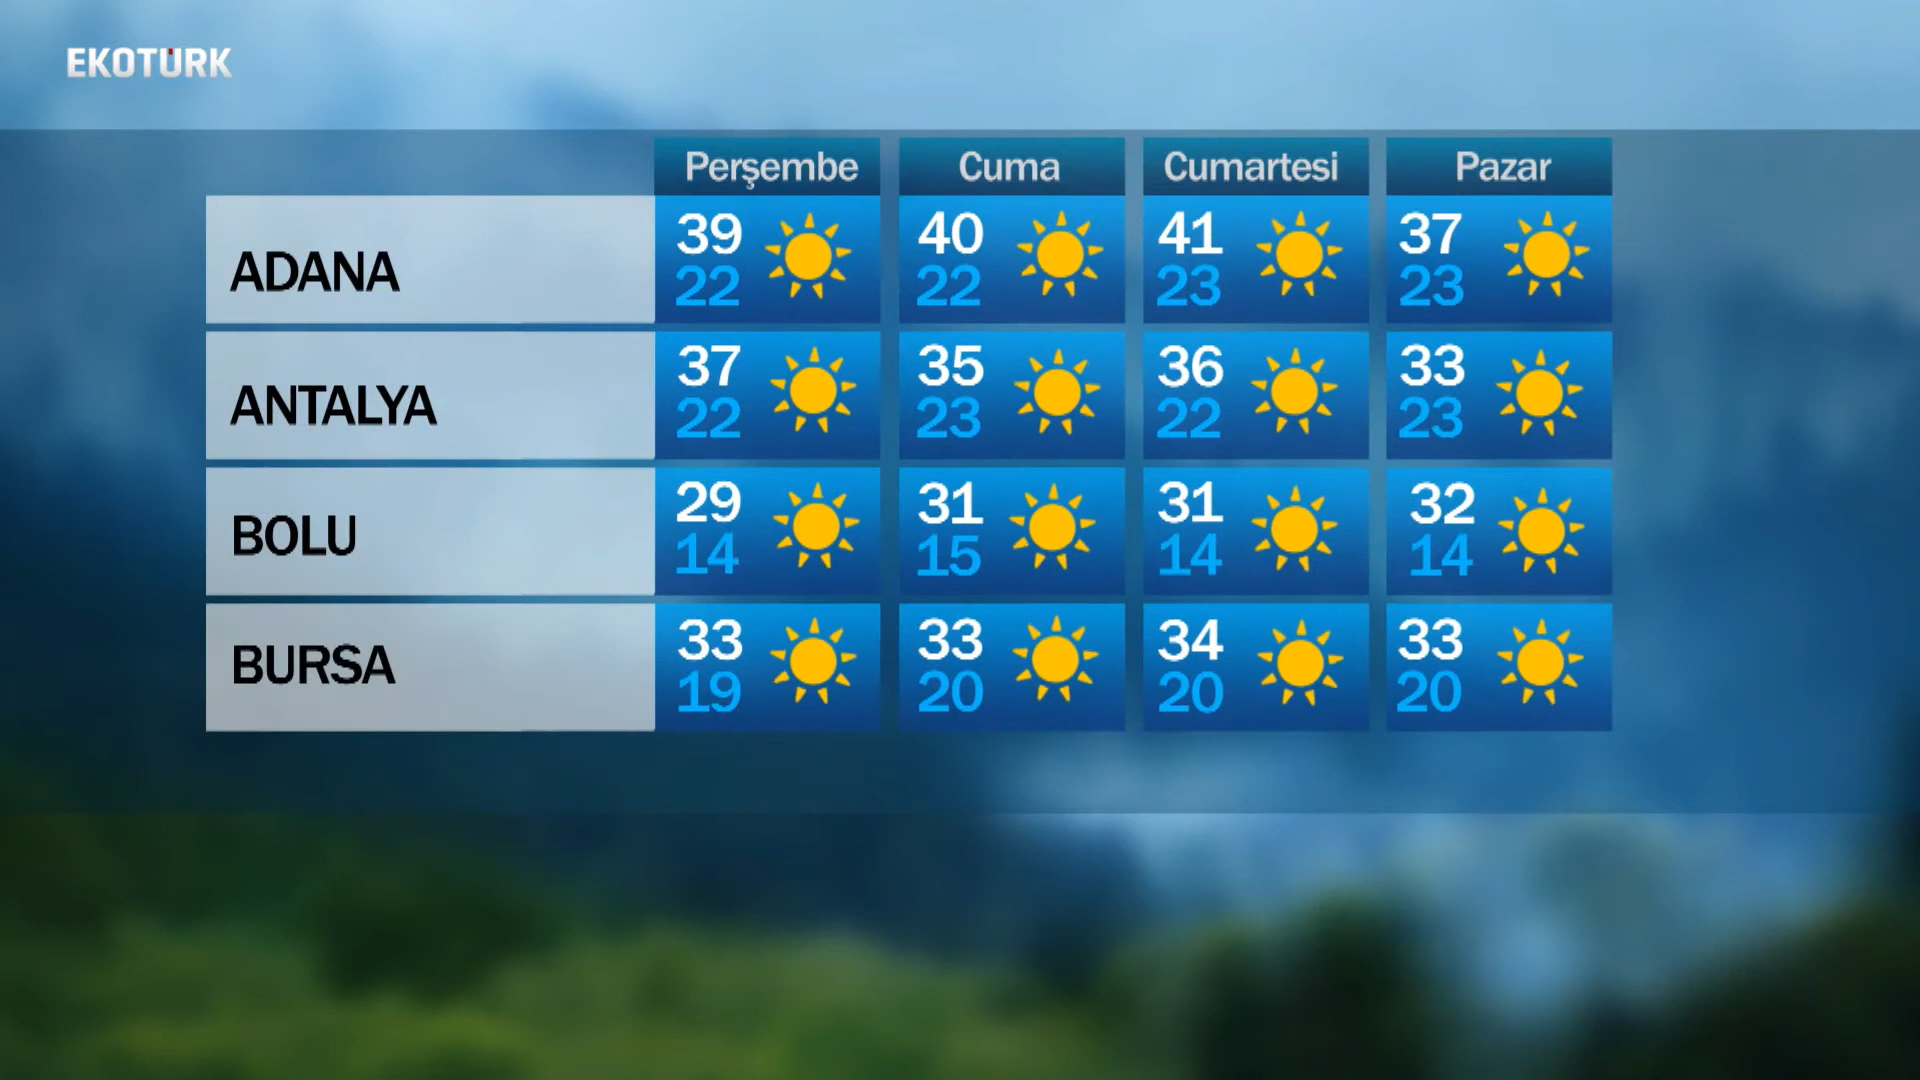 EKOTÜRK
Perşembe Cuma Cumartesi Pazar
ADANA 39 22 40 22 41 23 37 23
ANTALYA 37 22 35 23 36 22 33 23
BOLU 29 14 31 15 31 14 32 14
BURSA 33 19 33 20 34 20 33 20